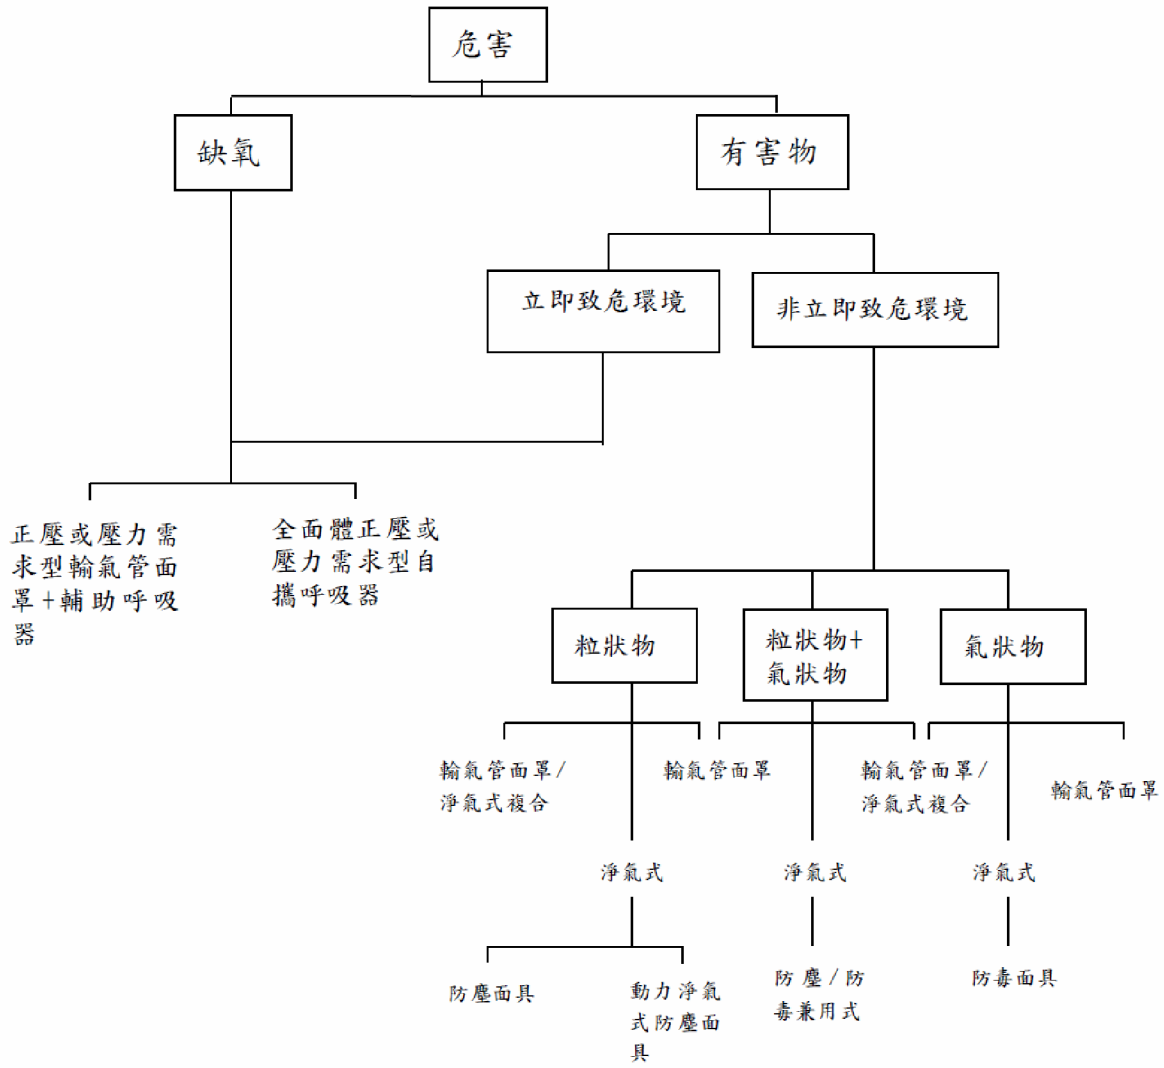 危害
缺氧
有害物
立即致危環境
非立即致危環境
正壓或壓力需
求型輸氣管面
罩+輔助呼吸
器
全面體正壓或
壓力需求型自
攜呼吸器
粒狀物
粒狀物+
氣狀物
氣狀物
輸氣管面罩/
淨氣式複合
輸氣管面罩
輸氣管面罩/
淨氣式複合
輸氣管面罩
淨氣式
淨氣式
淨氣式
防塵面具
動力淨氣
式防塵面
具
防塵/防
毒兼用式
防毒面具